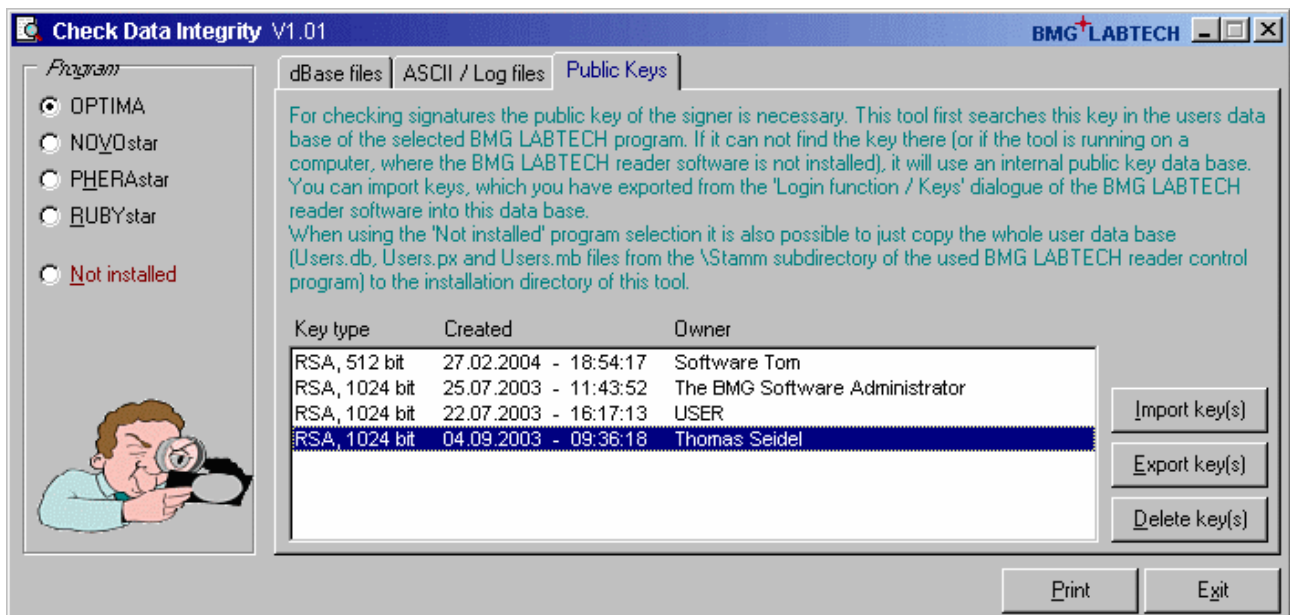 Check Data Integrity V1.01
BMG LABTECH
Program
OPTIMA
NOVOstar
PHERAstar
RUBYstar
Not installed
dBase files
ASCII / Log files
Public Keys
For checking signatures the public key of the signer is necessary. This tool first searches this key in the users data
base of the selected BMG LABTECH program. If it can not find the key there (or if the tool is running on a
computer, where the BMG LABTECH reader software is not installed), it will use an internal public key data base.
You can import keys, which you have exported from the 'Login function / Keys' dialogue of the BMG LABTECH
reader software into this data base.
When using the 'Not installed' program selection it is also possible to just copy the whole user data base
(Users.db, Users.px and Users.mb files from the \Stamm subdirectory of the used BMG LABTECH reader control
program) to the installation directory of this tool.
Key type Created Owner
RSA, 512 bit 27.02.2004 - 18:54:17 Software Tom
RSA, 1024 bit 25.07.2003 - 11:43:52 The BMG Software Administrator
RSA, 1024 bit 22.07.2003 - 16:17:13 USER
RSA, 1024 bit 04.09.2003 - 09:36:18 Thomas Seidel
Import key(s)
Export key(s)
Delete key(s)
Print
Exit